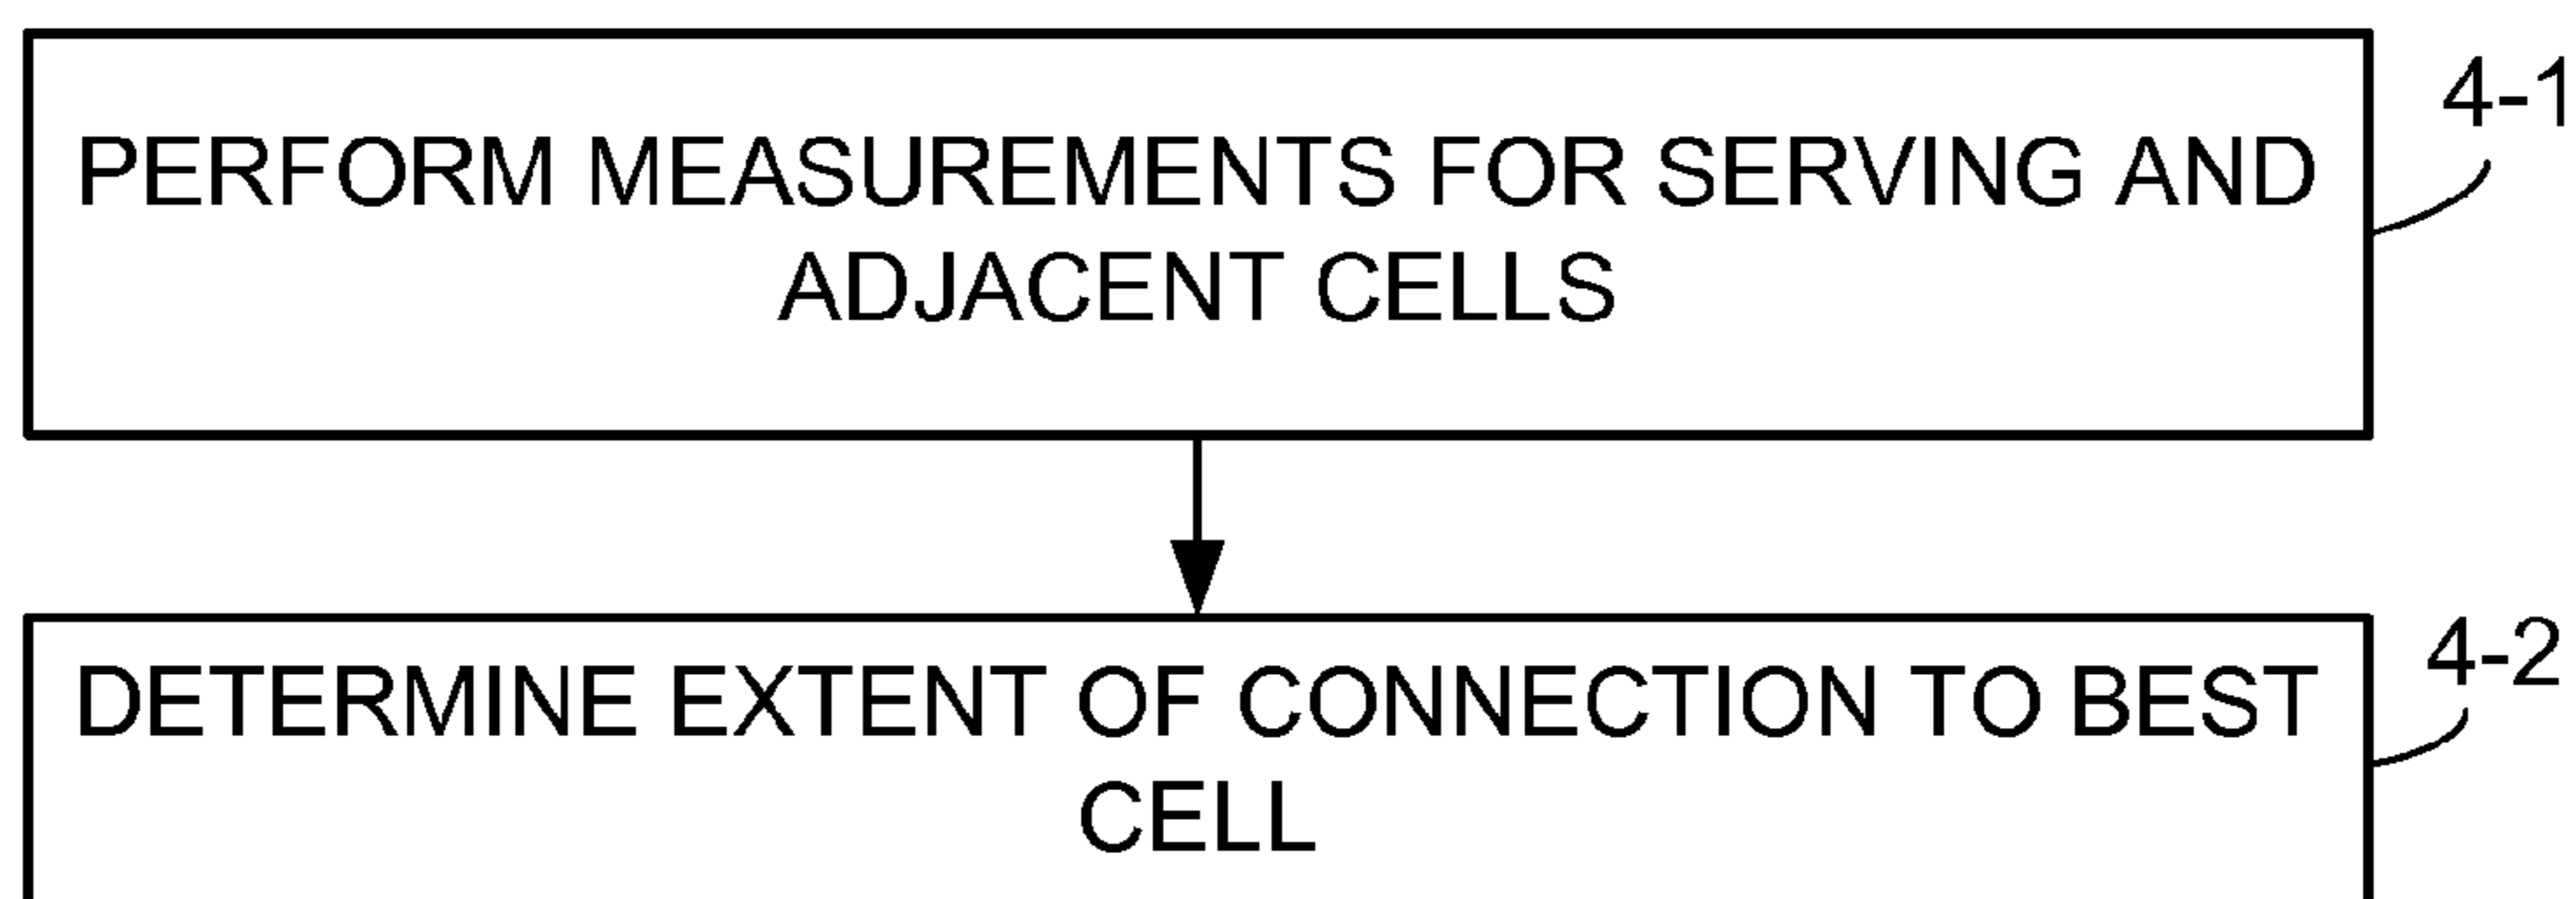 4-1
PERFORM MEASUREMENTS FOR SERVING AND
ADJACENT CELLS
4-2
DETERMINE EXTENT OF CONNECTION TO BEST
CELL